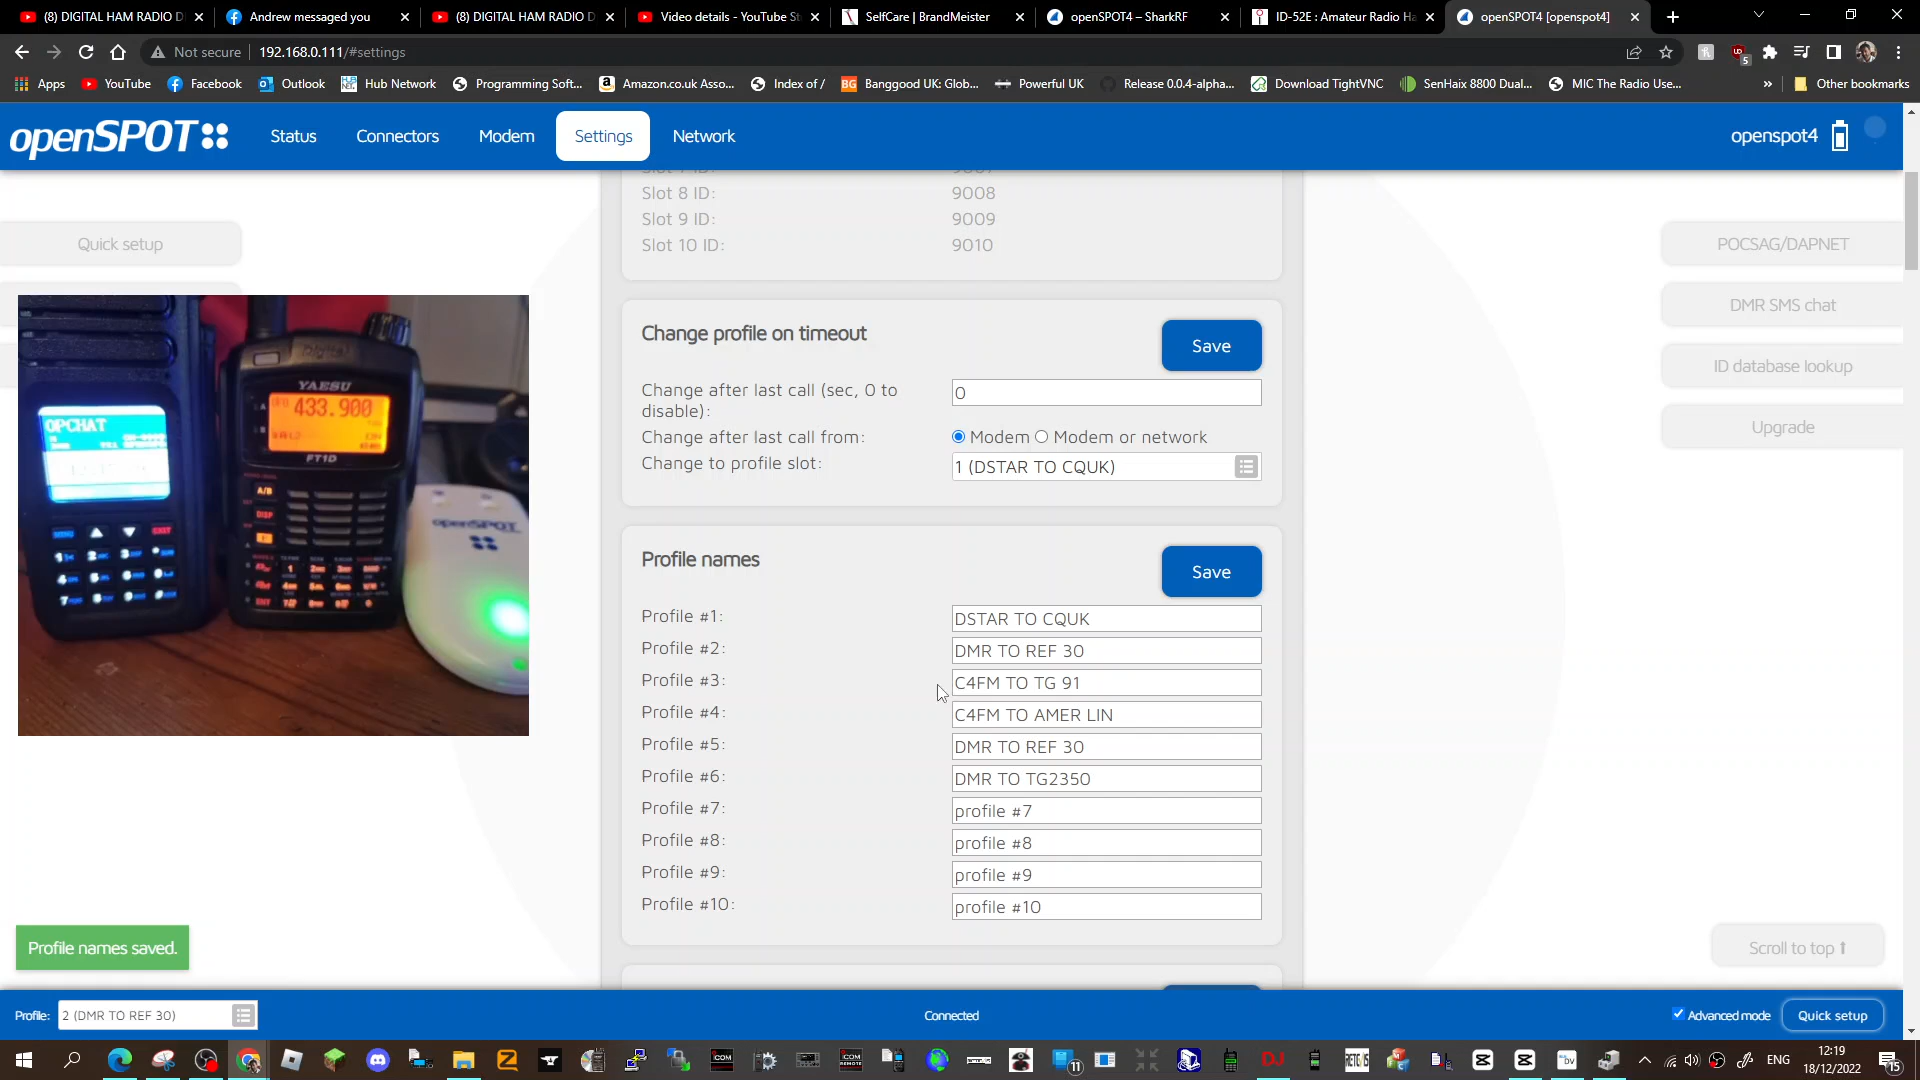 (8) DIGITAL HAM RADIO D
Andrew messaged you
(8) DIGITAL HAM RADIO D
Video details - YouTube St
SelfCare | BrandMeister
openSPOT4 – SharkRF
ID-52E : Amateur Radio Ha
openSPOT4 [openspot4]
Not secure
192.168.0.111/#settings
5
Apps
YouTube
Facebook
Outlook
Hub Network
Programming Soft...
Amazon.co.uk Asso...
Index of /
BG Banggood UK: Glob...
Powerful UK
Release 0.0.4-alpha...
Download TightVNC
SenHaix 8800 Dual...
MIC The Radio Use...
»
Other bookmarks
openSPOT
Status
Connectors
Modem
Settings
Network
openspot4
Slot 8 ID: 9008
Slot 9 ID: 9009
Slot 10 ID: 9010
Quick setup
POCSAG/DAPNET
DMR SMS chat
ID database lookup
Upgrade
Change profile on timeout
Save
Change after last call (sec, 0 to
disable):
0
Change after last call from:
Modem
Modem or network
Change to profile slot:
1 (DSTAR TO CQUK)
OPCHAT
Digital
YAESU
433.900
FT1D
A/B
DISP
MENU
EXIT
openSPOT
Profile names
Save
Profile #1: DSTAR TO CQUK
Profile #2: DMR TO REF 30
Profile #3: C4FM TO TG 91
Profile #4: C4FM TO AMER LIN
Profile #5: DMR TO REF 30
Profile #6: DMR TO TG2350
Profile #7: profile #7
Profile #8: profile #8
Profile #9: profile #9
Profile #10: profile #10
Profile names saved.
Scroll to top
Profile: 2 (DMR TO REF 30)
Connected
Advanced mode
Quick setup
ENG
12:19
18/12/2022
11
15